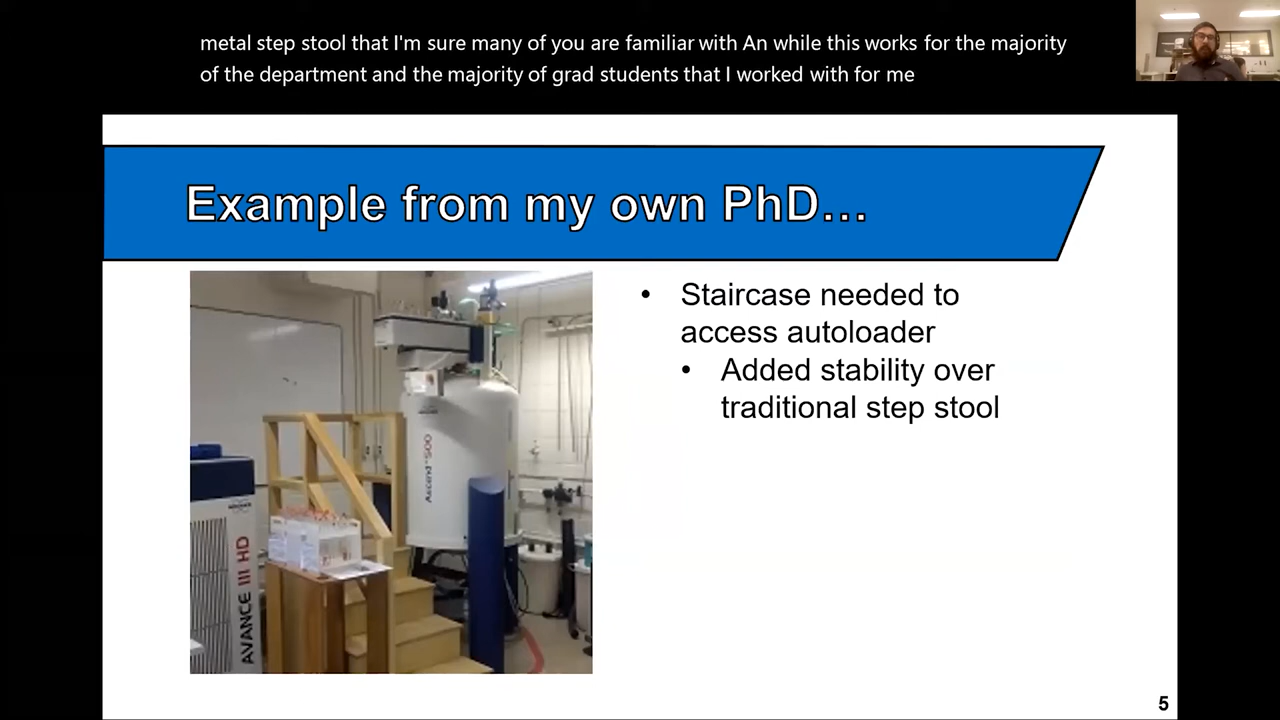 metal step stool that I'm sure many of you are familiar with An while this works for the majority
of the department and the majority of grad students that I worked with for me
Example from my own PhD...
• Staircase needed to
access autoloader
• Added stability over
traditional step stool
Ascend 500
AVANCE III HD
5